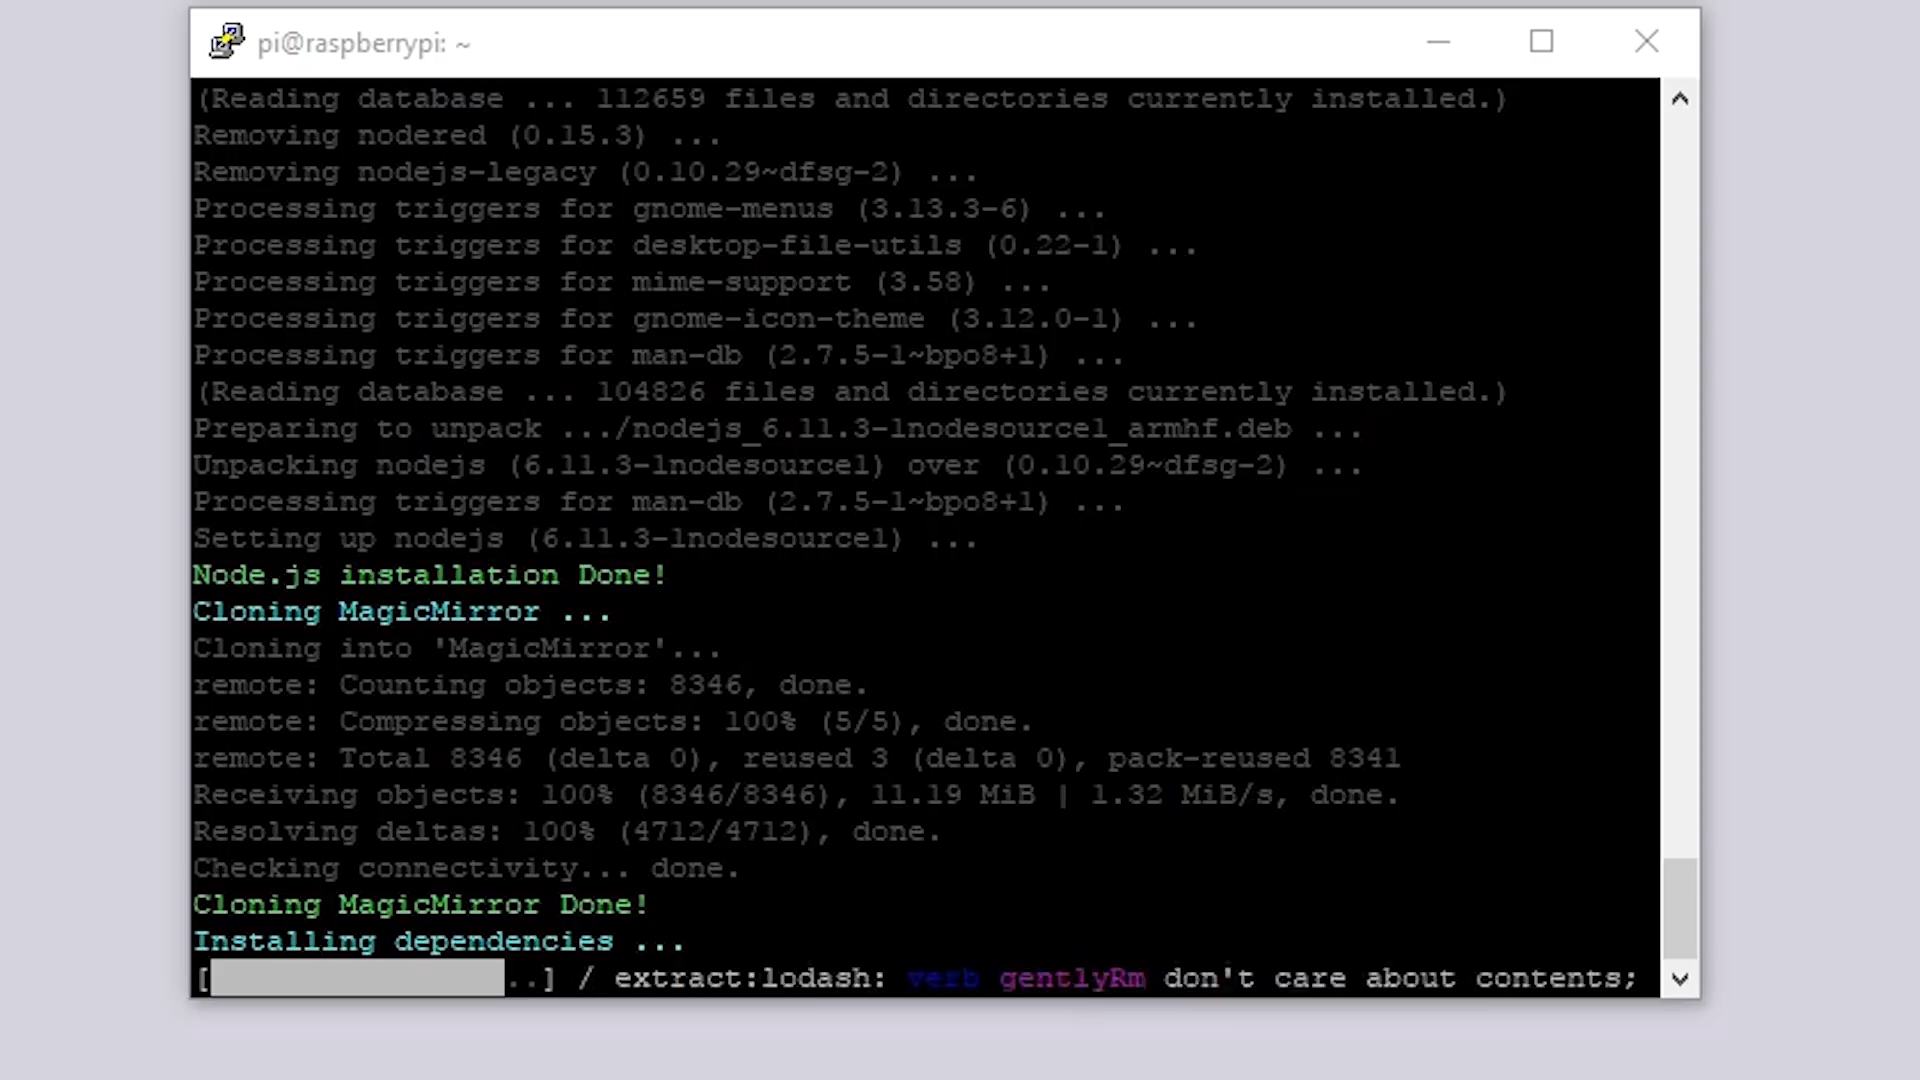 pi@raspberrypi: ~
(Reading database ... 112659 files and directories currently installed.)
Removing nodered (0.15.3) ...
Removing nodejs-legacy (0.10.29~dfsg-2) ...
Processing triggers for gnome-menus (3.13.3-6) ...
Processing triggers for desktop-file-utils (0.22-1) ...
Processing triggers for mime-support (3.58) ...
Processing triggers for gnome-icon-theme (3.12.0-1) ...
Processing triggers for man-db (2.7.5-1~bpo8+1) ...
(Reading database ... 104826 files and directories currently installed.)
Preparing to unpack .../nodejs_6.11.3-1nodesource1_armhf.deb ...
Unpacking nodejs (6.11.3-1nodesource1) over (0.10.29~dfsg-2) ...
Processing triggers for man-db (2.7.5-1~bpo8+1) ...
Setting up nodejs (6.11.3-1nodesource1) ...
Node.js installation Done!
Cloning MagicMirror ...
Cloning into 'MagicMirror'...
remote: Counting objects: 8346, done.
remote: Compressing objects: 100% (5/5), done.
remote: Total 8346 (delta 0), reused 3 (delta 0), pack-reused 8341
Receiving objects: 100% (8346/8346), 11.19 MiB | 1.32 MiB/s, done.
Resolving deltas: 100% (4712/4712), done.
Checking connectivity... done.
Cloning MagicMirror Done!
Installing dependencies ...
[..] / extract:lodash: verb gentlyRm don't care about contents;